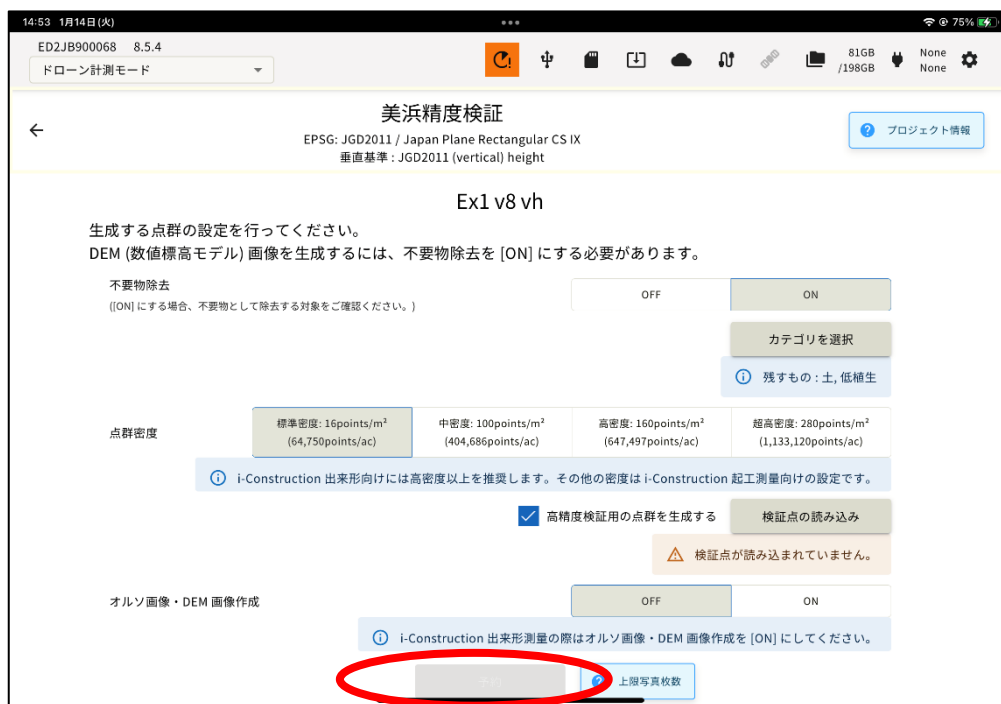 14:53 1月14日(火)
75%
ED2JB900068 8.5.4
ドローン計測モード
81GB
/198GB
None
None
美浜精度検証
EPSG: JGD2011 / Japan Plane Rectangular CS IX
垂直基準 : JGD2011 (vertical) height
プロジェクト情報
Ex1 v8 vh
生成する点群の設定を行ってください。
DEM (数値標高モデル) 画像を生成するには、不要物除去を [ON] にする必要があります。
不要物除去
([ON] にする場合、不要物として除去する対象をご確認ください。)
OFF
ON
カテゴリを選択
残すもの : 土, 低植生
点群密度
標準密度: 16points/m²
(64,750points/ac)
中密度: 100points/m²
(404,686points/ac)
高密度: 160points/m²
(647,497points/ac)
超高密度: 280points/m²
(1,133,120points/ac)
i-Construction 出来形向けには高密度以上を推奨します。その他の密度は i-Construction 起工測量向けの設定です。
高精度検証用の点群を生成する
検証点の読み込み
検証点が読み込まれていません。
オルソ画像・DEM 画像作成
OFF
ON
i-Construction 出来形測量の際はオルソ画像・DEM 画像作成を [ON] にしてください。
上限写真枚数